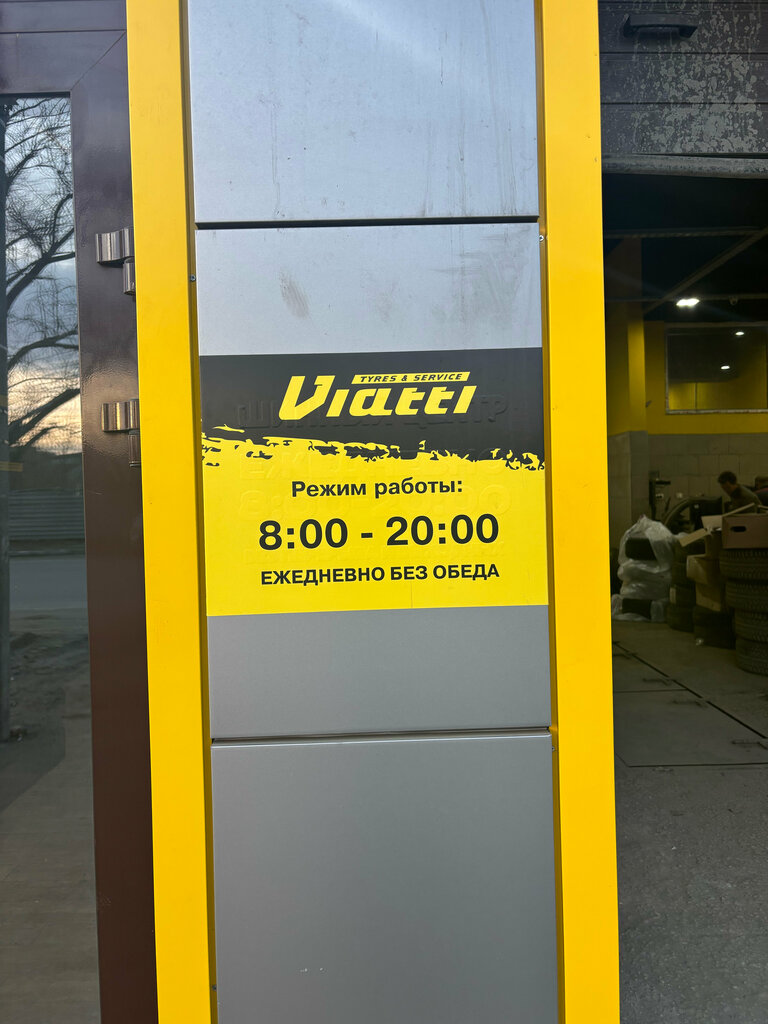 TYRES & SERVICE
Viatti
Режим работы:
8:00 - 20:00
ЕЖЕДНЕВНО БЕЗ ОБЕДА